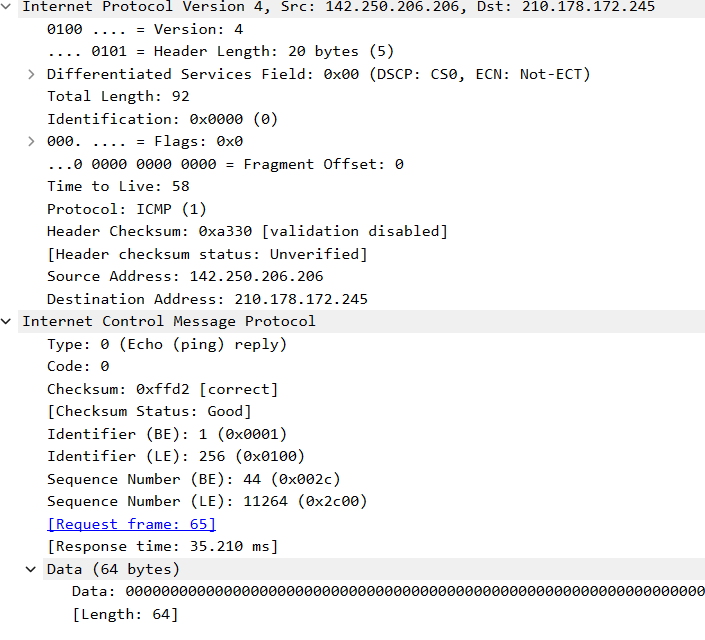 Internet Protocol Version 4, Src: 142.250.206.206, Dst: 210.178.172.245
0100 .... = Version: 4
.... 0101 = Header Length: 20 bytes (5)
Differentiated Services Field: 0x00 (DSCP: CS0, ECN: Not-ECT)
Total Length: 92
Identification: 0x0000 (0)
000. .... = Flags: 0x0
...0 0000 0000 0000 = Fragment Offset: 0
Time to Live: 58
Protocol: ICMP (1)
Header Checksum: 0xa330 [validation disabled]
[Header checksum status: Unverified]
Source Address: 142.250.206.206
Destination Address: 210.178.172.245
Internet Control Message Protocol
Type: 0 (Echo (ping) reply)
Code: 0
Checksum: 0xffd2 [correct]
[Checksum Status: Good]
Identifier (BE): 1 (0x0001)
Identifier (LE): 256 (0x0100)
Sequence Number (BE): 44 (0x002c)
Sequence Number (LE): 11264 (0x2c00)
[Request frame: 65]
[Response time: 35.210 ms]
Data (64 bytes)
Data: 00000000000000000000000000000000000000000000000000000000000000000
[Length: 64]